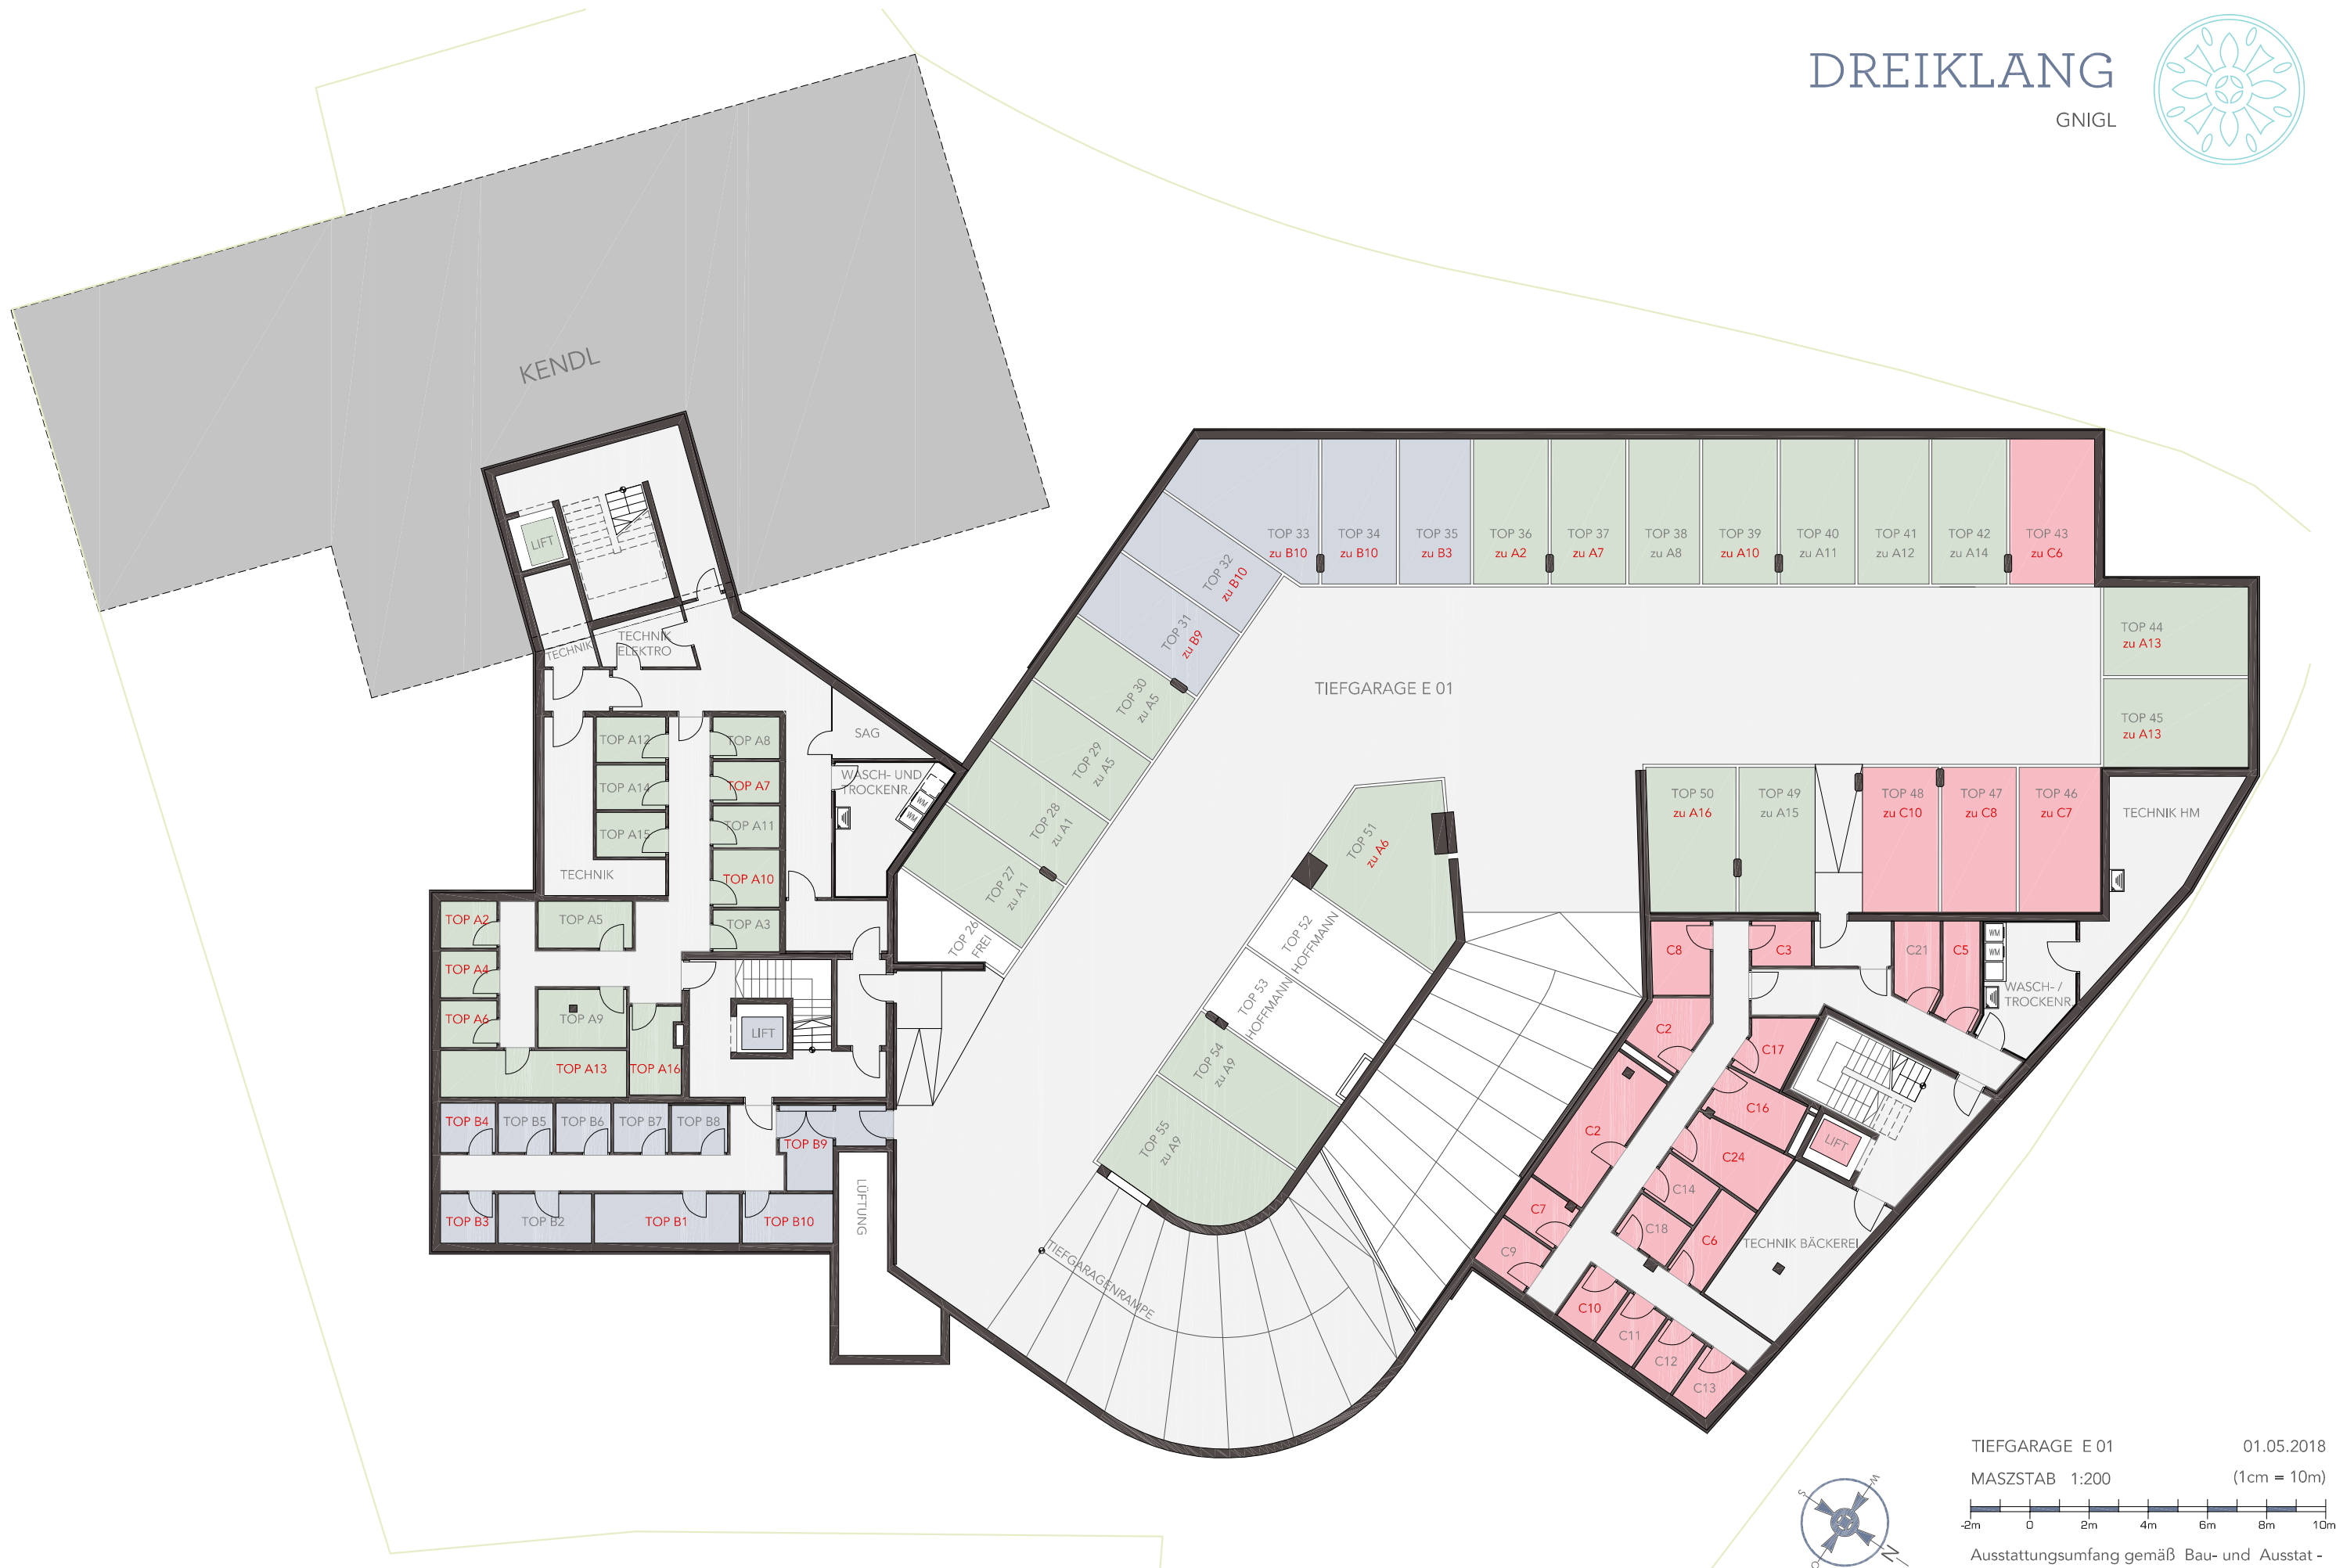 DREIKLANG
GNIGL
KENDL
LIFT
TECHNIK
TECHNIK
ELEKTRO
SAG
WASCH- UND
TROCKENR.
WM
WM
TOP A12
TOP A14
TOP A15
TECHNIK
TOP A8
TOP A7
TOP A11
TOP A10
TOP A3
TOP A2
TOP A5
TOP A4
TOP A6
TOP A9
TOP A13
TOP A16
LIFT
TOP B4
TOP B5
TOP B6
TOP B7
TOP B8
TOP B9
TOP B3
TOP B2
TOP B1
TOP B10
LÜFTUNG
TOP 26
FREI
TOP 27
zu A1
TOP 28
zu A1
TOP 29
zu A5
TOP 30
zu A5
TOP 31
zu B9
TOP 32
zu B10
TOP 33
zu B10
TOP 34
zu B10
TOP 35
zu B3
TOP 36
zu A2
TOP 37
zu A7
TOP 38
zu A8
TOP 39
zu A10
TOP 40
zu A11
TOP 41
zu A12
TOP 42
zu A14
TOP 43
zu C6
TOP 44
zu A13
TOP 45
zu A13
TIEFGARAGE E 01
TOP 50
zu A16
TOP 49
zu A15
TOP 48
zu C10
TOP 47
zu C8
TOP 46
zu C7
TECHNIK HM
TOP 51
zu A6
TOP 52
HOFFMANN
TOP 53
HOFFMANN
TOP 54
zu A9
TOP 55
zu A9
TIEFGARAGENRAMPE
C8
C3
C21
C5
WM
WM
WASCH- /
TROCKENR.
C2
C17
C16
C2
C24
LIFT
C14
C7
C18
C6
C9
TECHNIK BÄCKEREI
C10
C11
C12
C13
S
W
O
N
TIEFGARAGE E 01
01.05.2018
MASZSTAB 1:200
(1cm = 10m)
-2m 0 2m 4m 6m 8m 10m
Ausstattungsumfang gemäß Bau- und Ausstat -